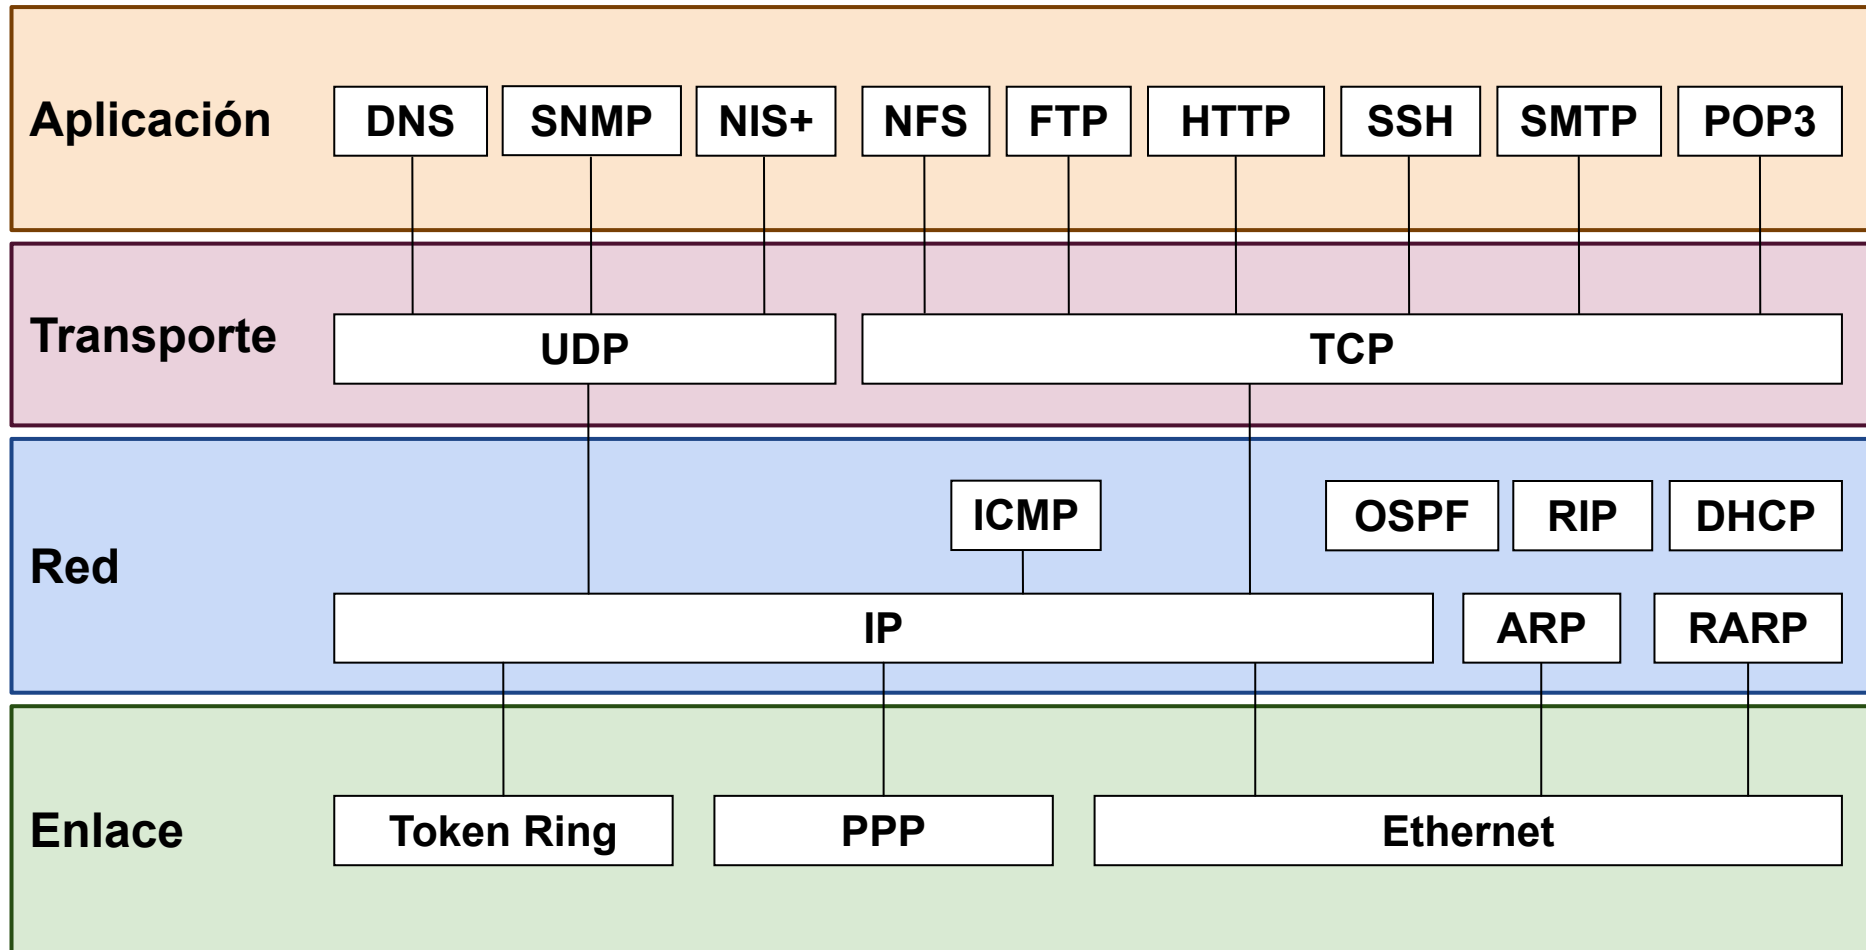 Aplicación
DNS
SNMP
NIS+
NFS
FTP
HTTP
SSH
SMTP
POP3
Transporte
UDP
TCP
Red
ICMP
OSPF
RIP
DHCP
IP
ARP
RARP
Enlace
Token Ring
PPP
Ethernet